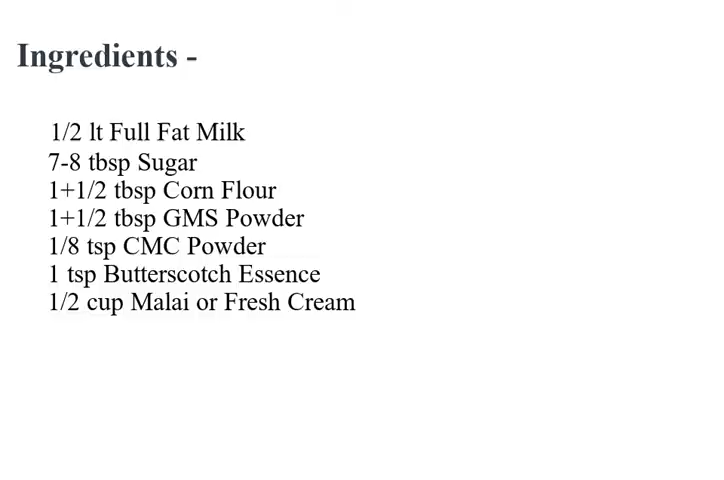 Ingredients -
1/2 lt Full Fat Milk
7-8 tbsp Sugar
1+1/2 tbsp Corn Flour
1+1/2 tbsp GMS Powder
1/8 tsp CMC Powder
1 tsp Butterscotch Essence
1/2 cup Malai or Fresh Cream